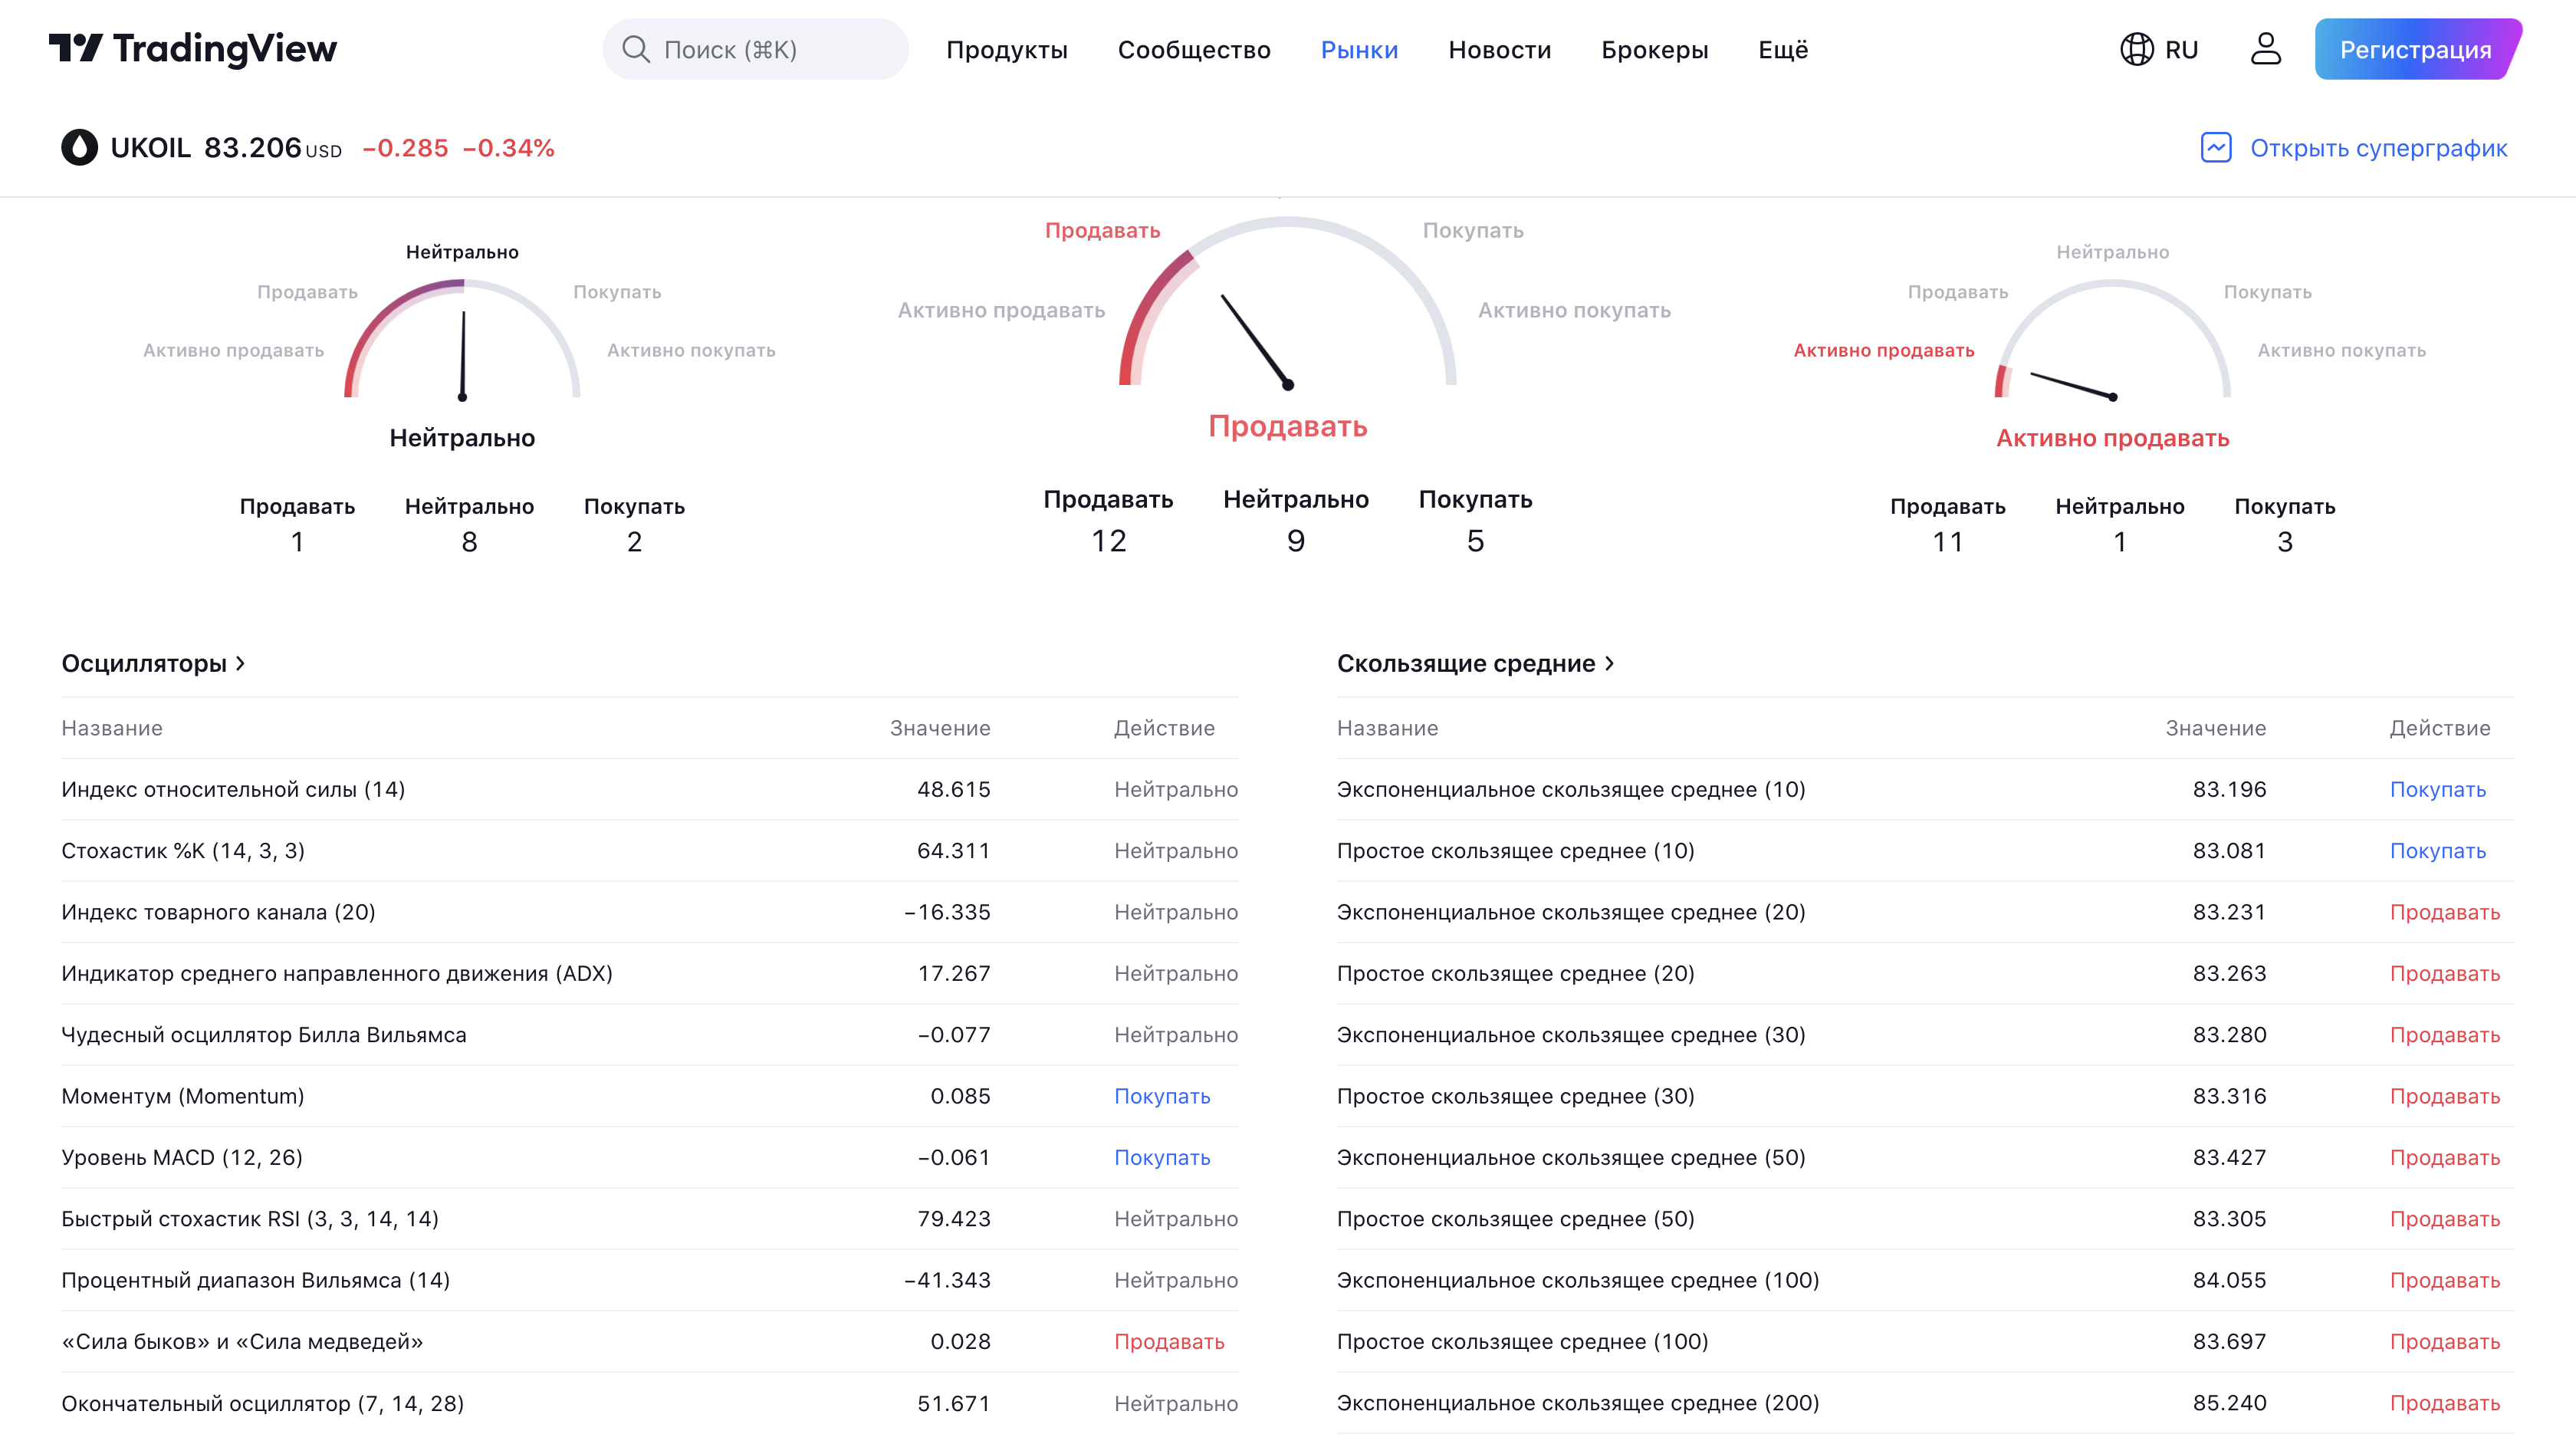 TradingView
Поиск (⌘K)
Продукты
Сообщество
Рынки
Новости
Брокеры
Ещё
RU
Регистрация
UKOIL 83.206 USD −0.285 −0.34%
Открыть суперграфик
Нейтрально
Продавать
Покупать
Активно продавать
Активно покупать
Нейтрально
Продавать Нейтрально Покупать
1 8 2
Продавать
Покупать
Активно продавать
Активно покупать
Продавать
Продавать Нейтрально Покупать
12 9 5
Нейтрально
Продавать
Покупать
Активно продавать
Активно покупать
Активно продавать
Продавать Нейтрально Покупать
11 1 3
Осцилляторы
Название Значение Действие
Индекс относительной силы (14) 48.615 Нейтрально
Стохастик %K (14, 3, 3) 64.311 Нейтрально
Индекс товарного канала (20) −16.335 Нейтрально
Индикатор среднего направленного движения (ADX) 17.267 Нейтрально
Чудесный осциллятор Билла Вильямса −0.077 Нейтрально
Моментум (Momentum) 0.085 Покупать
Уровень MACD (12, 26) −0.061 Покупать
Быстрый стохастик RSI (3, 3, 14, 14) 79.423 Нейтрально
Процентный диапазон Вильямса (14) −41.343 Нейтрально
«Сила быков» и «Сила медведей» 0.028 Продавать
Окончательный осциллятор (7, 14, 28) 51.671 Нейтрально
Скользящие средние
Название Значение Действие
Экспоненциальное скользящее среднее (10) 83.196 Покупать
Простое скользящее среднее (10) 83.081 Покупать
Экспоненциальное скользящее среднее (20) 83.231 Продавать
Простое скользящее среднее (20) 83.263 Продавать
Экспоненциальное скользящее среднее (30) 83.280 Продавать
Простое скользящее среднее (30) 83.316 Продавать
Экспоненциальное скользящее среднее (50) 83.427 Продавать
Простое скользящее среднее (50) 83.305 Продавать
Экспоненциальное скользящее среднее (100) 84.055 Продавать
Простое скользящее среднее (100) 83.697 Продавать
Экспоненциальное скользящее среднее (200) 85.240 Продавать